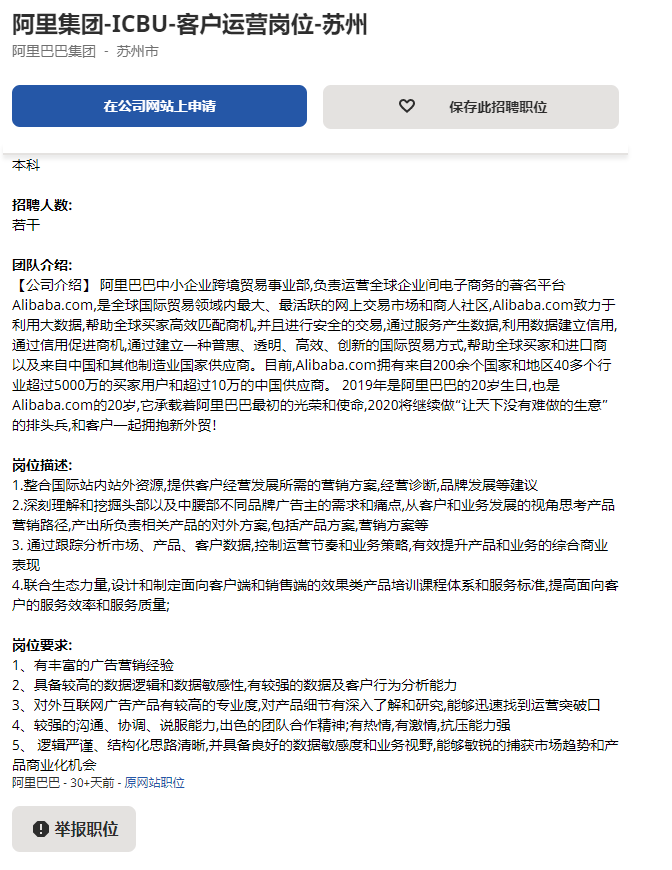 阿里集团-ICBU-客户运营岗位-苏州
阿里巴巴集团 - 苏州市
在公司网站上申请
保存此招聘职位
本科
招聘人数:
若干
团队介绍:
【公司介绍】 阿里巴巴中小企业跨境贸易事业部,负责运营全球企业间电子商务的著名平台
Alibaba.com,是全球国际贸易领域内最大、最活跃的网上交易市场和商人社区,Alibaba.com致力于
利用大数据,帮助全球买家高效匹配商机,并且进行安全的交易,通过服务产生数据,利用数据建立信用,
通过信用促进商机,通过建立一种普惠、透明、高效、创新的国际贸易方式,帮助全球买家和进口商
以及来自中国和其他制造业国家供应商。目前,Alibaba.com拥有来自200余个国家和地区40多个行
业超过5000万的买家用户和超过10万的中国供应商。 2019年是阿里巴巴的20岁生日,也是
Alibaba.com的20岁,它承载着阿里巴巴最初的光荣和使命,2020将继续做“让天下没有难做的生意”
的排头兵,和客户一起拥抱新外贸!
岗位描述:
1.整合国际站内站外资源,提供客户经营发展所需的营销方案,经营诊断,品牌发展等建议
2.深刻理解和挖掘头部以及中腰部不同品牌广告主的需求和痛点,从客户和业务发展的视角思考产品
营销路径,产出所负责相关产品的对外方案,包括产品方案,营销方案等
3. 通过跟踪分析市场、产品、客户数据,控制运营节奏和业务策略,有效提升产品和业务的综合商业
表现
4.联合生态力量,设计和制定面向客户端和销售端的效果类产品培训课程体系和服务标准,提高面向客
户的服务效率和服务质量;
岗位要求:
1、有丰富的广告营销经验
2、具备较高的数据逻辑和数据敏感性,有较强的数据及客户行为分析能力
3、对外互联网广告产品有较高的专业度,对产品细节有深入了解和研究,能够迅速找到运营突破口
4、较强的沟通、协调、说服能力,出色的团队合作精神;有热情,有激情,抗压能力强
5、 逻辑严谨、结构化思路清晰,并具备良好的数据敏感度和业务视野,能够敏锐的捕获市场趋势和产
品商业化机会
阿里巴巴 - 30+天前 - 原网站职位
举报职位